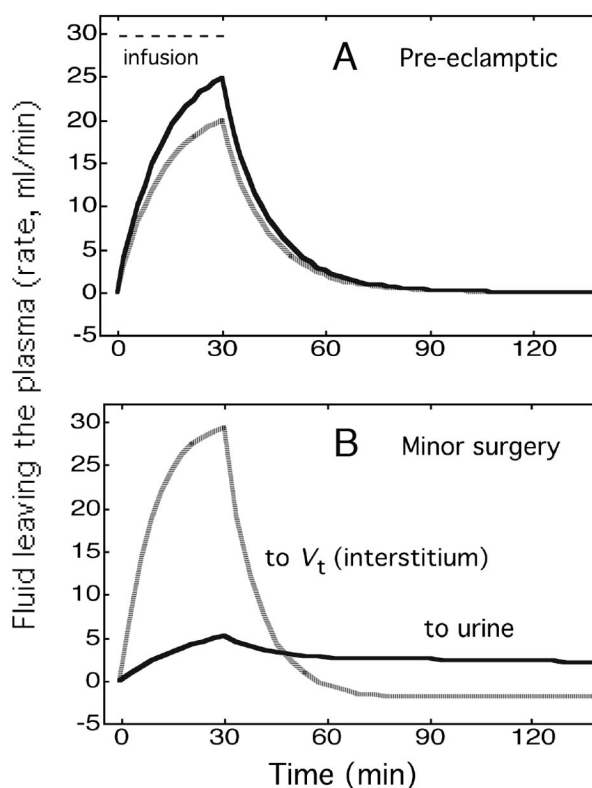 Fluid leaving the plasma (rate, ml/min)
30
25
20
15
10
5
0
-5
infusion
A Pre-eclamptic
0 30 60 90 120
30
25
20
15
10
5
0
-5
B Minor surgery
to Vt (interstitium)
to urine
0 30 60 90 120
Time (min)